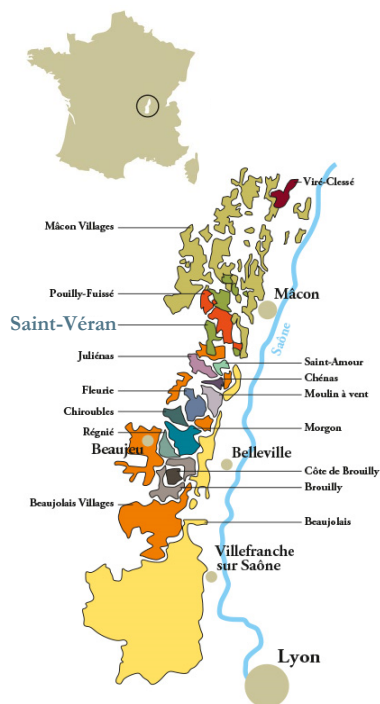 Viré-Clessé
Mâcon Villages
Pouilly-Fuissé
Mâcon
Saint-Véran
Saône
Juliénas
Saint-Amour
Chénas
Fleurie
Moulin à vent
Chiroubles
Régnié
Morgon
Beaujeu
Belleville
Côte de Brouilly
Brouilly
Beaujolais Villages
Beaujolais
Villefranche
sur Saône
Lyon